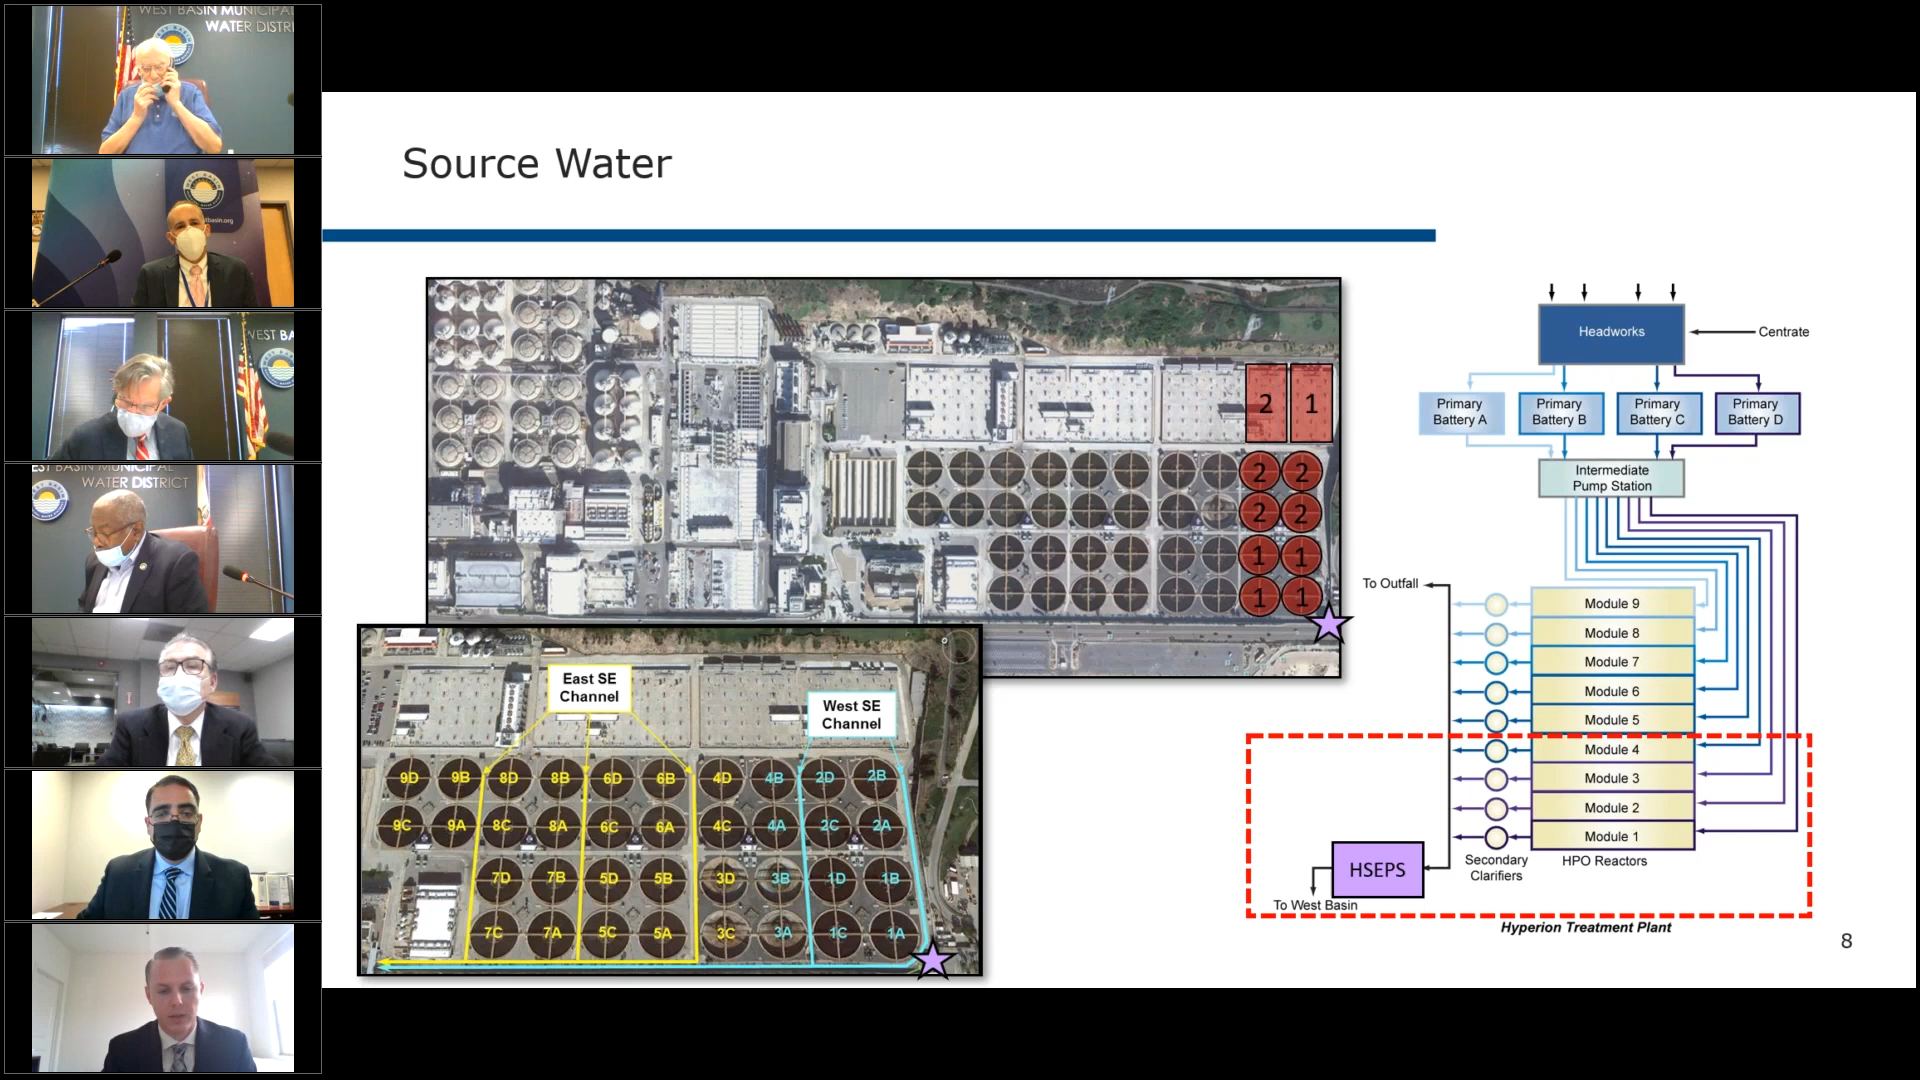 WEST BASIN MUNICIPAL
WATER DISTRI
WEST BASIN
tbasin.org
WEST BA
EST BASIN MUNICIPAL
WATER DISTRICT
Source Water
2 1
2 2
2 2
1 1
1 1
East SE
Channel
West SE
Channel
9D 9B 8D 8B 6D 6B 4D 4B 2D 2B
9C 9A 8C 8A 6C 6A 4C 4A 2C 2A
7D 7B 5D 5B 3D 3B 1D 1B
7C 7A 5C 5A 3C 3A 1C 1A
Headworks
Centrate
Primary
Battery A
Primary
Battery B
Primary
Battery C
Primary
Battery D
Intermediate
Pump Station
To Outfall
Module 9
Module 8
Module 7
Module 6
Module 5
Module 4
Module 3
Module 2
Module 1
Secondary
Clarifiers
HPO Reactors
HSEPS
To West Basin
Hyperion Treatment Plant
8